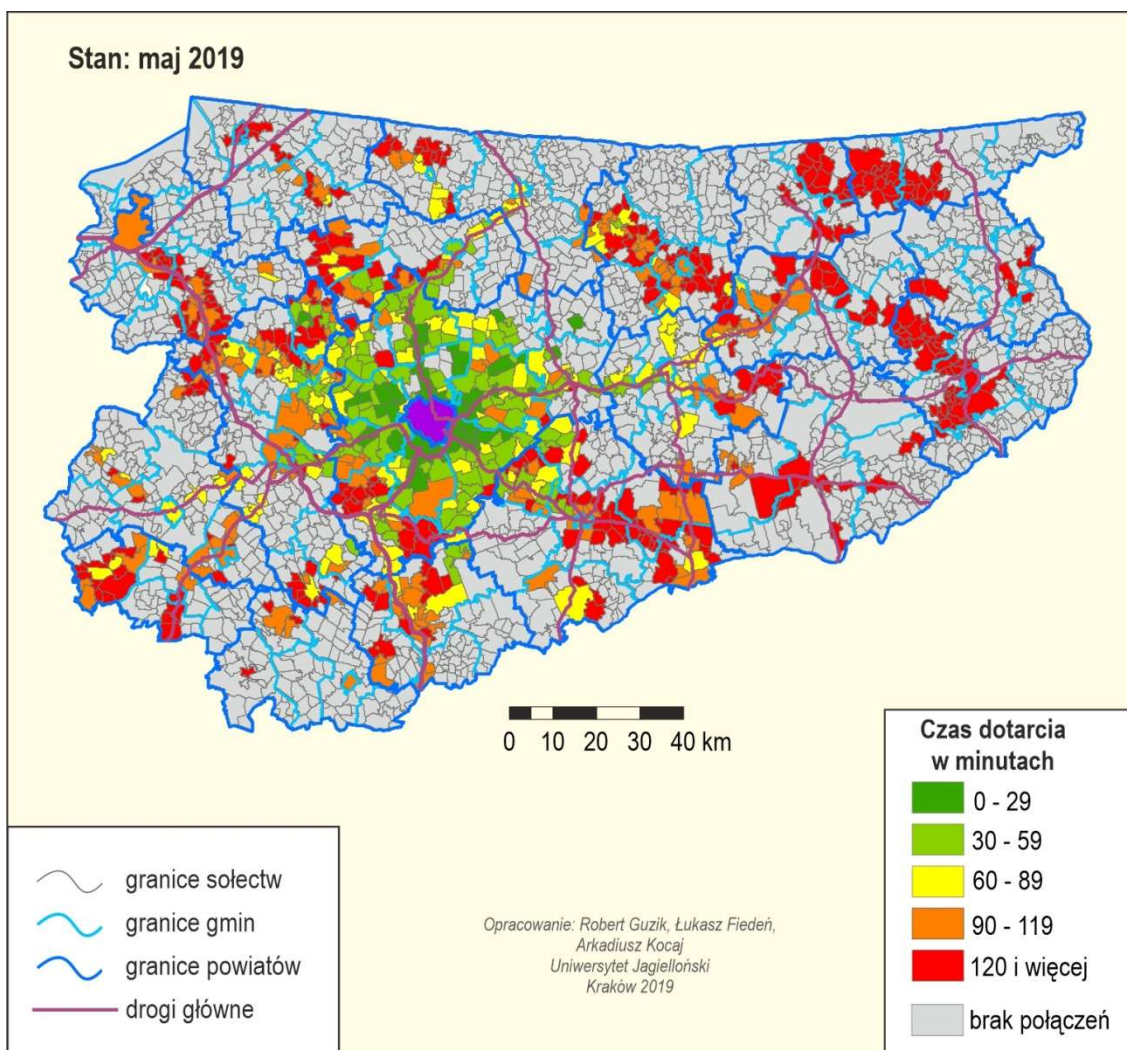 Stan: maj 2019
0 10 20 30 40 km
Czas dotarcia
w minutach
0 - 29
30 - 59
60 - 89
90 - 119
120 i więcej
brak połączeń
granice sołectw
granice gmin
granice powiatów
drogi główne
Opracowanie: Robert Guzik, Łukasz Fiedeń,
Arkadiusz Kocaj
Uniwersytet Jagielloński
Kraków 2019